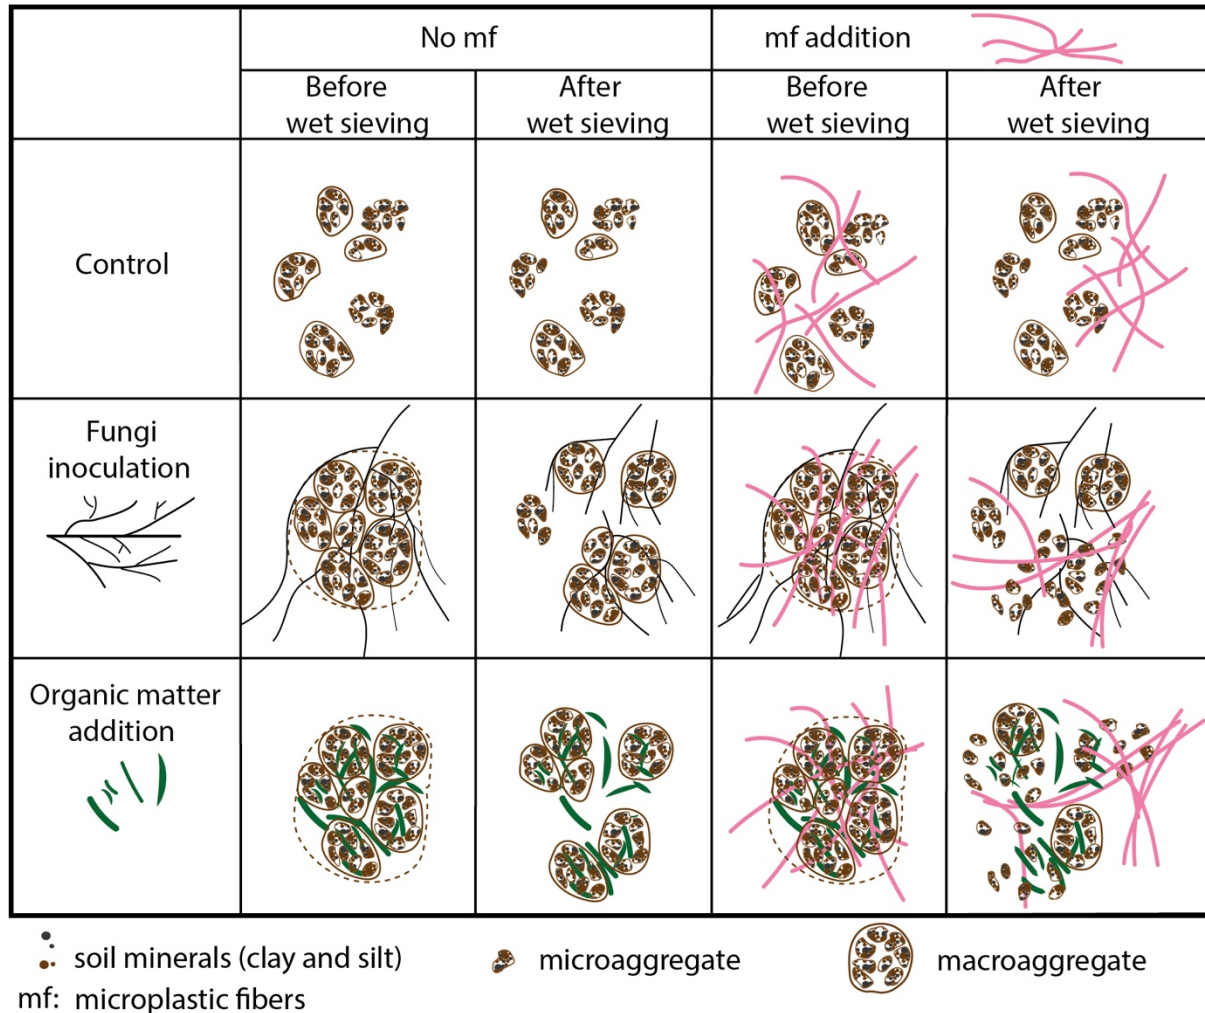 No mf
mf addition
Before
wet sieving
After
wet sieving
Before
wet sieving
After
wet sieving
Control
Fungi
inoculation
Organic matter
addition
soil minerals (clay and silt)
microaggregate
macroaggregate
mf: microplastic fibers